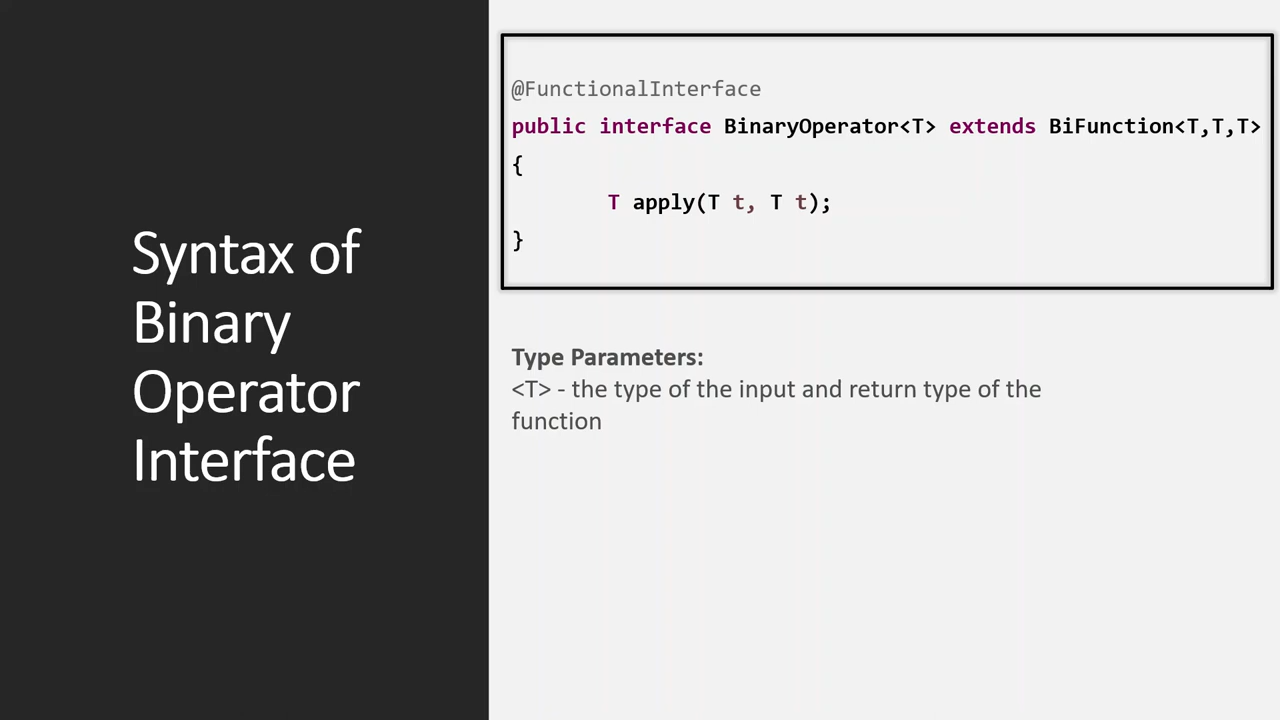 Syntax of
Binary
Operator
Interface
@FunctionalInterface
public interface BinaryOperator<T> extends BiFunction<T,T,T>
{
T apply(T t, T t);
}
Type Parameters:
<T> - the type of the input and return type of the
function